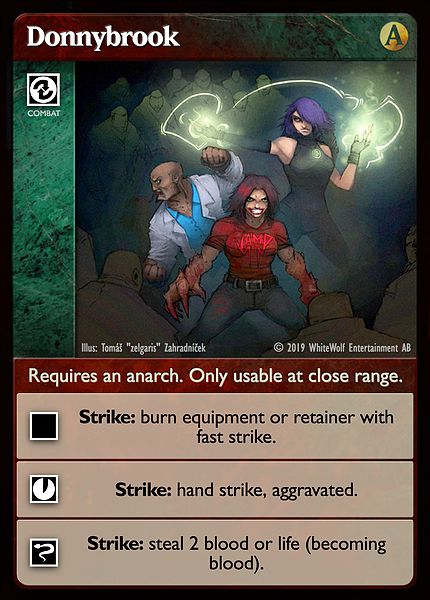 Donnybrook
A
COMBAT
VAMP
Illus: Tomáš "zelgaris" Zahradníček
© 2019 WhiteWolf Entertainment AB
Requires an anarch. Only usable at close range.
Strike: burn equipment or retainer with
fast strike.
Strike: hand strike, aggravated.
Strike: steal 2 blood or life (becoming
blood).